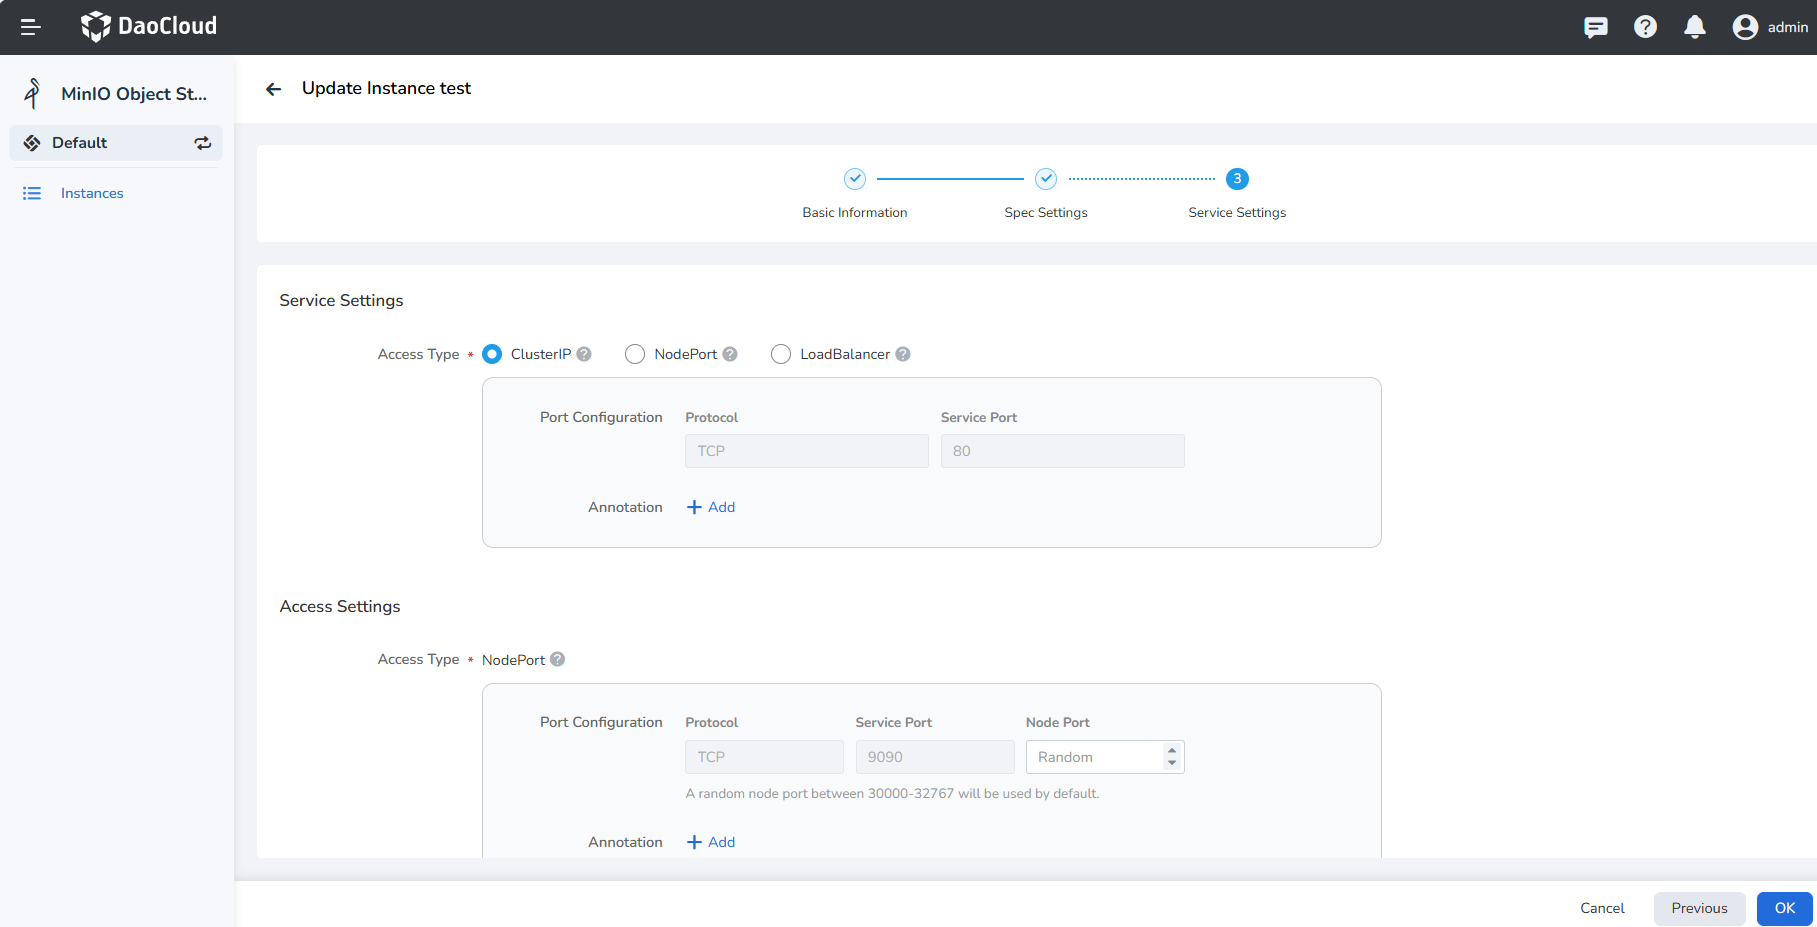 DaoCloud
admin
MinIO Object St...
Update Instance test
Default
Instances
3
Basic Information
Spec Settings
Service Settings
Service Settings
Access Type * ClusterIP ? NodePort ? LoadBalancer ?
Port Configuration Protocol Service Port
TCP 80
Annotation + Add
Access Settings
Access Type * NodePort ?
Port Configuration Protocol Service Port Node Port
TCP 9090 Random
A random node port between 30000-32767 will be used by default.
Annotation + Add
Cancel Previous OK